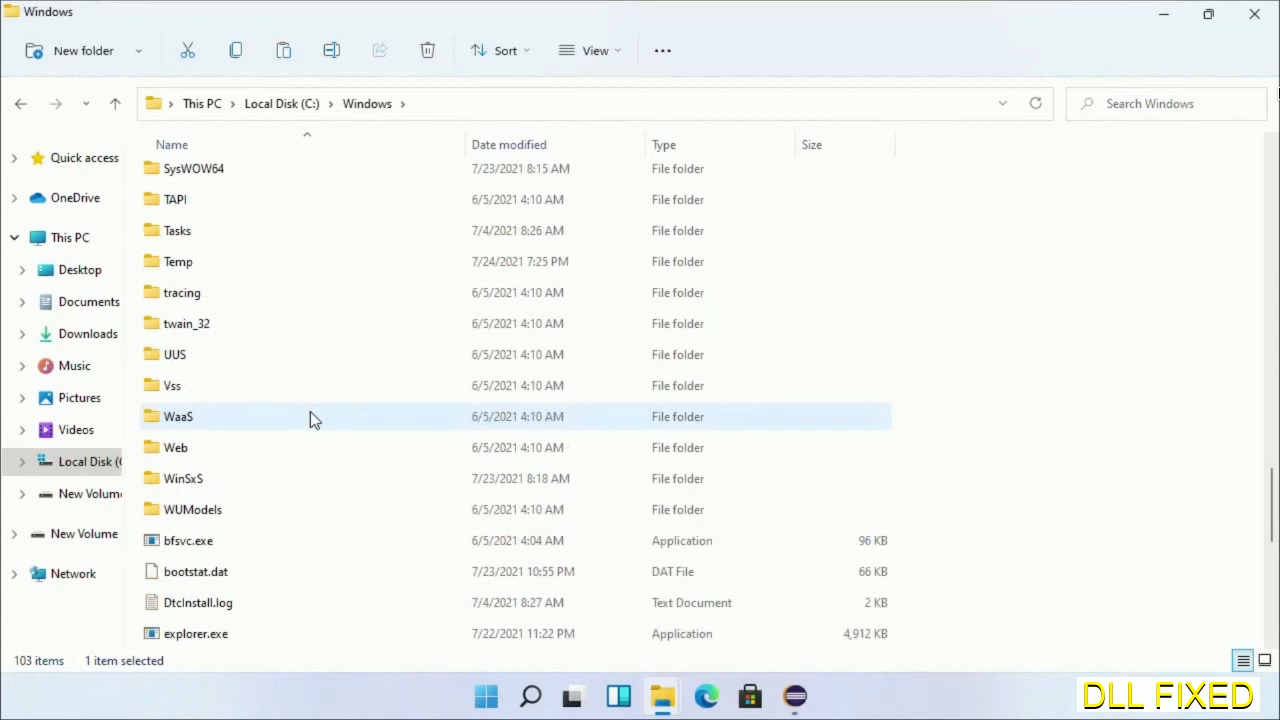 Windows
New folder Sort View
This PC Local Disk (C:) Windows Search Windows
Name Date modified Type Size
Quick access
OneDrive
This PC
Desktop
Documents
Downloads
Music
Pictures
Videos
Local Disk (
New Volum
New Volume
Network
SysWOW64 7/23/2021 8:15 AM File folder
TAPI 6/5/2021 4:10 AM File folder
Tasks 7/4/2021 8:26 AM File folder
Temp 7/24/2021 7:25 PM File folder
tracing 6/5/2021 4:10 AM File folder
twain_32 6/5/2021 4:10 AM File folder
UUS 6/5/2021 4:10 AM File folder
Vss 6/5/2021 4:10 AM File folder
WaaS 6/5/2021 4:10 AM File folder
Web 6/5/2021 4:10 AM File folder
WinSxS 7/23/2021 8:18 AM File folder
WUModels 6/5/2021 4:10 AM File folder
bfsvc.exe 6/5/2021 4:04 AM Application 96 KB
bootstat.dat 7/23/2021 10:55 PM DAT File 66 KB
DtcInstall.log 7/4/2021 8:27 AM Text Document 2 KB
explorer.exe 7/22/2021 11:22 PM Application 4,912 KB
103 items 1 item selected
DLL FIXED